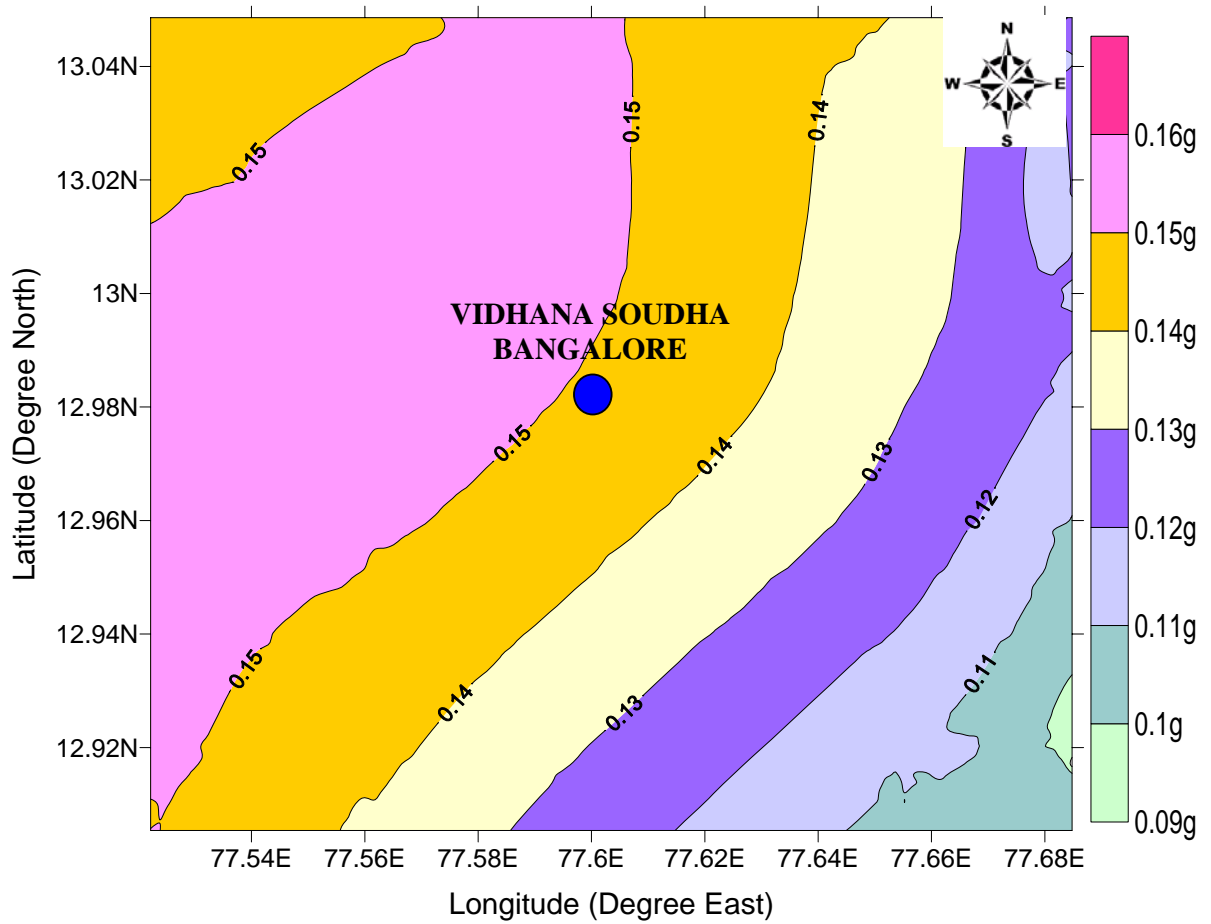 N
W E
S
13.04N
13.02N
13N
12.98N
12.96N
12.94N
12.92N
Latitude (Degree North)
0.15
0.15
0.14
VIDHANA SOUDHA
BANGALORE
0.15
0.14
0.13
0.12
0.15
0.14
0.13
0.11
0.16g
0.15g
0.14g
0.13g
0.12g
0.11g
0.1g
0.09g
77.54E 77.56E 77.58E 77.6E 77.62E 77.64E 77.66E 77.68E
Longitude (Degree East)